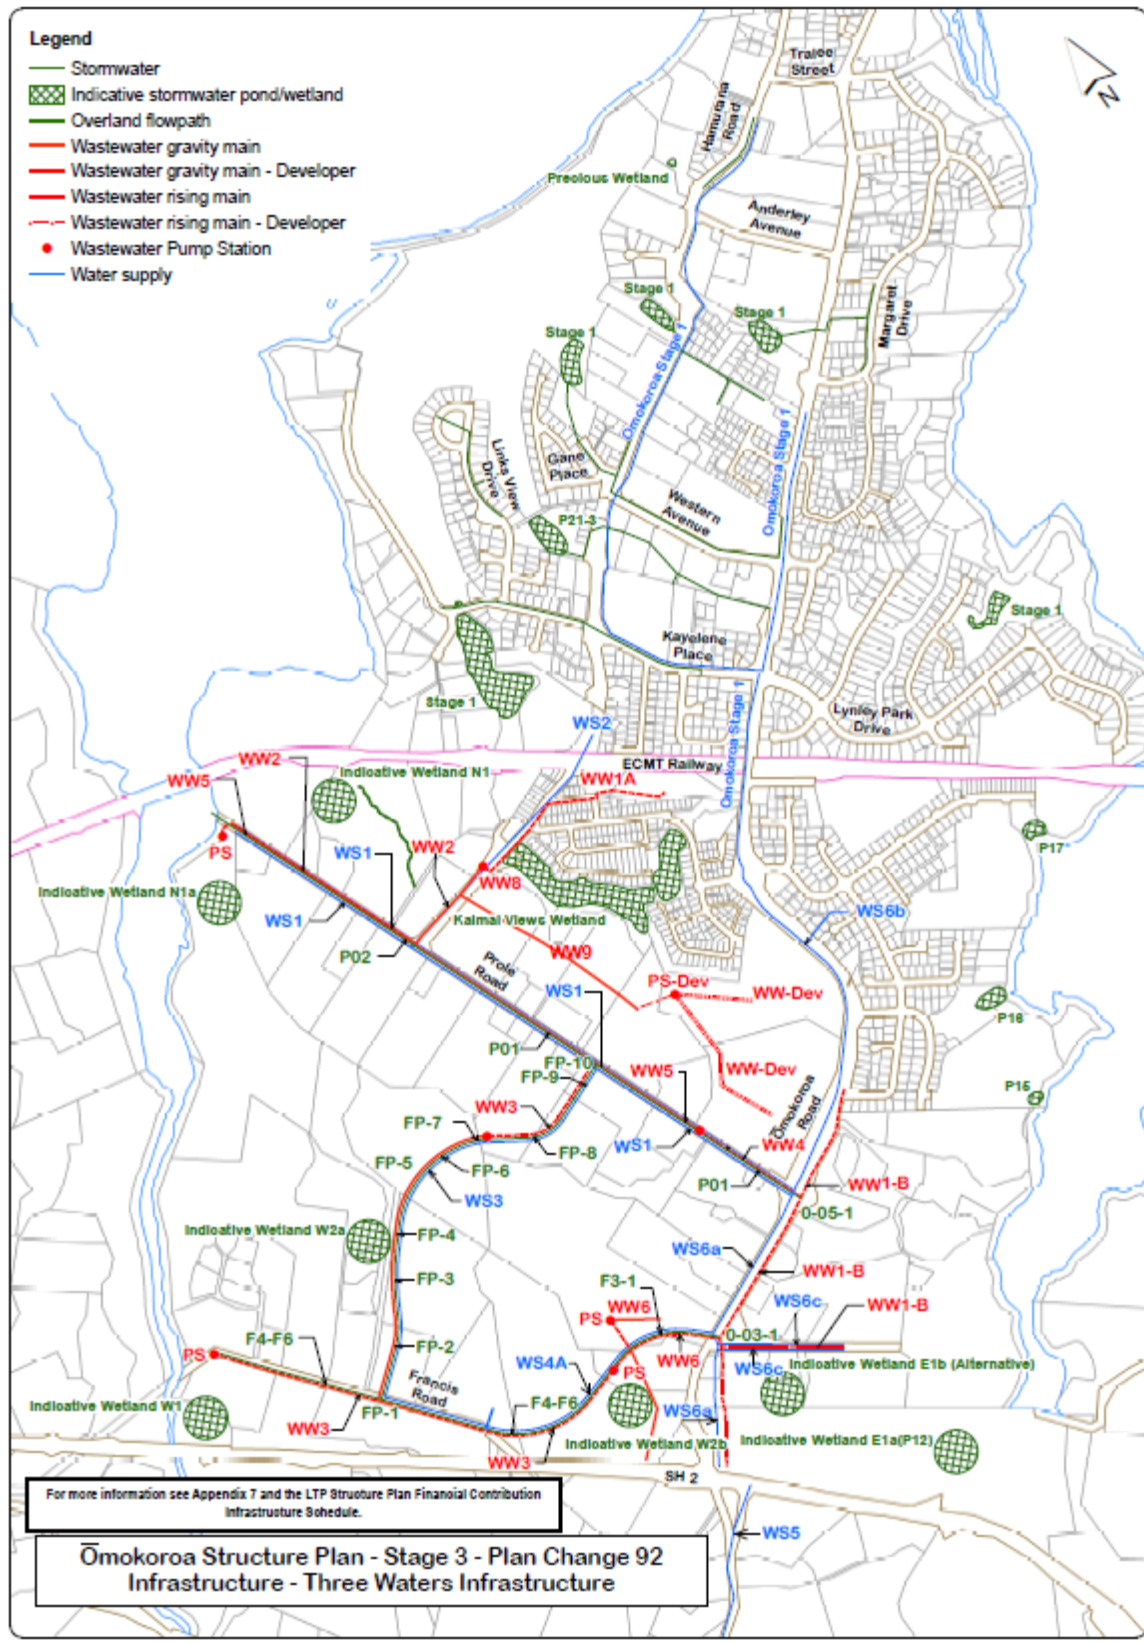 Legend
Stormwater
Indicative stormwater pond/wetland
Overland flowpath
Wastewater gravity main
Wastewater gravity main - Developer
Wastewater rising main
Wastewater rising main - Developer
Wastewater Pump Station
Water supply
N
Tralee
Street
Hamurana
Road
Precious Wetland
Anderley
Avenue
Stage 1
Stage 1
Margaret
Drive
Stage 1
Omokoroa Stage 1
Omokoroa Stage 1
Links View
Drive
Gane
Place
Western
Avenue
P21-3
Stage 1
Kayelene
Place
Stage 1
Lynley Park
Drive
WS2
Omokoroa Stage 1
ECMT Railway
WW2
WW5
Indicative Wetland N1
WW1A
PS
WS1
WW2
P17
WW8
Indicative Wetland N1a
WS1
Kaimai Views Wetland
WS6b
P02
WW9
Prole
Road
PS-Dev
WS1
WW-Dev
P16
P01
FP-10
FP-9
WW5
WW-Dev
P15
WW3
Ōmokoroa
Road
FP-7
WS1
WW4
FP-8
FP-5
FP-6
P01
WW1-B
WS3
0-05-1
Indicative Wetland W2a
FP-4
WS6a
FP-3
F3-1
WW1-B
WS6c
WW6
WW1-B
PS
F4-F6
FP-2
0-03-1
PS
WS4A
WW6
WS6c
Indicative Wetland E1b (Alternative)
PS
Francis
Road
F4-F6
Indicative Wetland W1
FP-1
WS6a
WW3
Indicative Wetland W2b
Indicative Wetland E1a(P12)
WW3
SH 2
For more information see Appendix 7 and the LTP Structure Plan Financial Contribution
Infrastructure Schedule.
WS5
Ōmokoroa Structure Plan - Stage 3 - Plan Change 92
Infrastructure - Three Waters Infrastructure